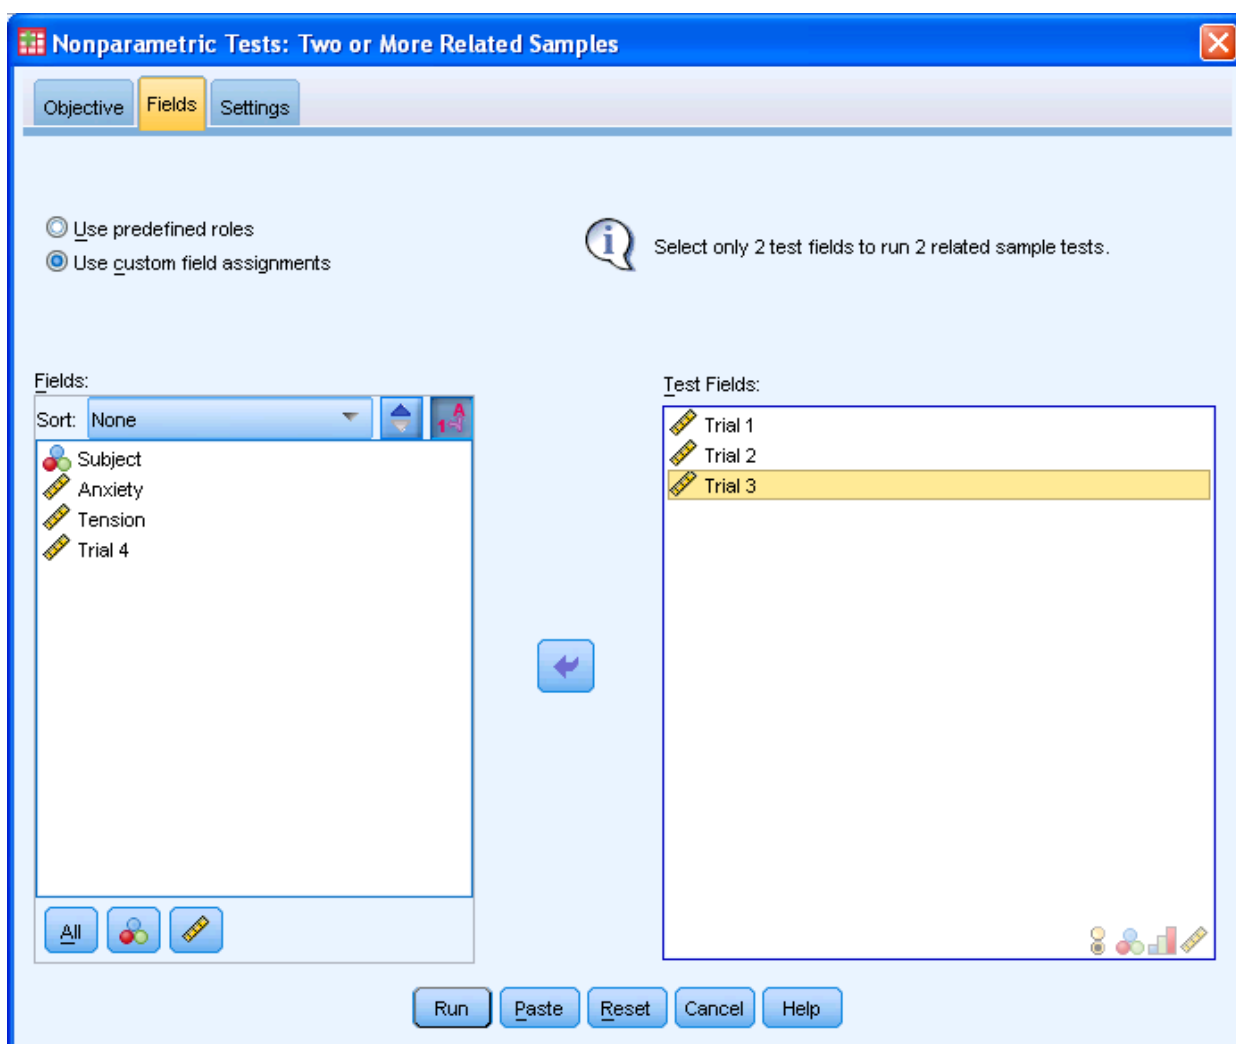 Nonparametric Tests: Two or More Related Samples
Objective Fields Settings
Use predefined roles
Use custom field assignments
Select only 2 test fields to run 2 related sample tests.
Fields:
Sort: None
Subject
Anxiety
Tension
Trial 4
All
Test Fields:
Trial 1
Trial 2
Trial 3
Run Paste Reset Cancel Help